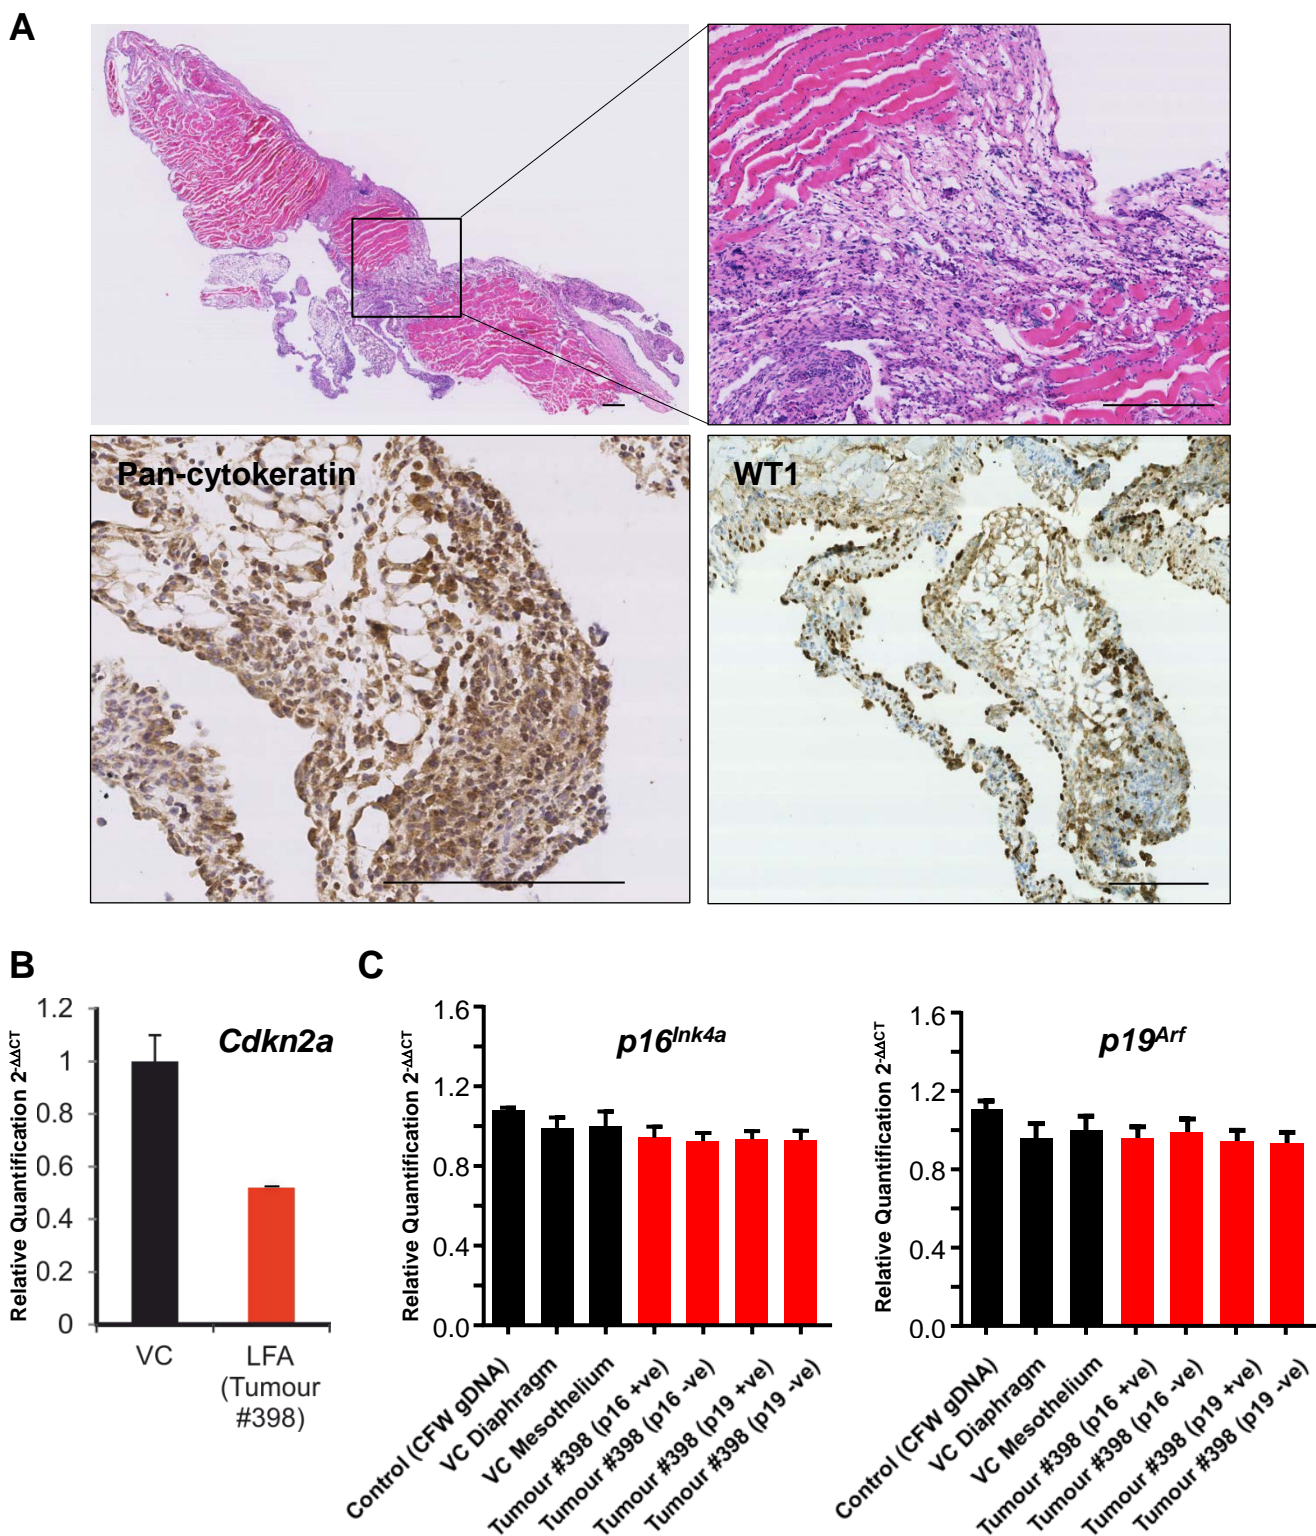 A
Pan-cytokeratin
WT1
B
C
Relative Quantification 2-ΔΔCT
1.2
1
0.8
0.6
0.4
0.2
0
Cdkn2a
VC
LFA
(Tumour
#398)
Relative Quantification 2-ΔΔCT
1.6
1.2
0.8
0.4
0.0
p16Ink4a
Control (CFW gDNA)
VC Diaphragm
VC Mesothelium
Tumour #398 (p16 +ve)
Tumour #398 (p16 -ve)
Tumour #398 (p19 +ve)
Tumour #398 (p19 -ve)
Relative Quantification 2-ΔΔCT
1.6
1.2
0.8
0.4
0.0
p19Arf
Control (CFW gDNA)
VC Diaphragm
VC Mesothelium
Tumour #398 (p16 +ve)
Tumour #398 (p16 -ve)
Tumour #398 (p19 +ve)
Tumour #398 (p19 -ve)